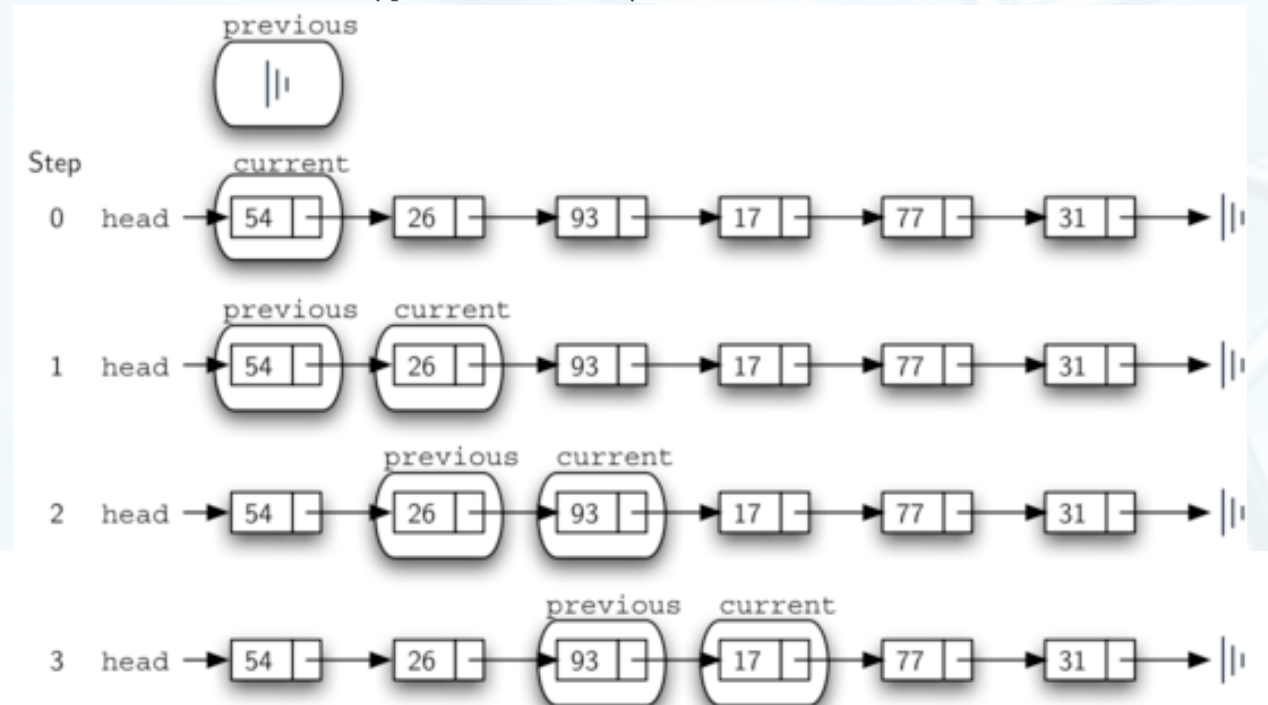 previous
Step current
0 head 54 26 93 17 77 31
previous current
1 head 54 26 93 17 77 31
previous current
2 head 54 26 93 17 77 31
previous current
3 head 54 26 93 17 77 31